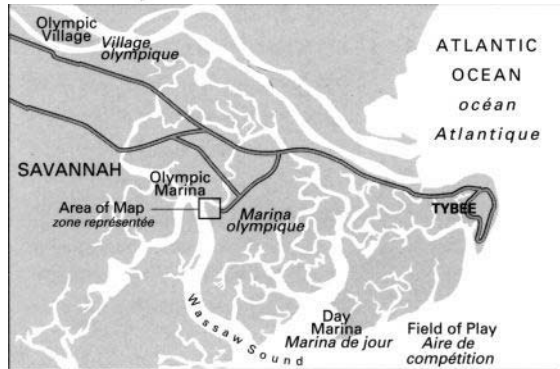 Olympic
Village
Village
olympique
ATLANTIC
OCEAN
océan
Atlantique
SAVANNAH
Olympic
Marina
Area of Map
zone représentée
Marina
olympique
TYBEE
Wassaw Sound
Day
Marina
Marina de jour
Field of Play
Aire de
compétition